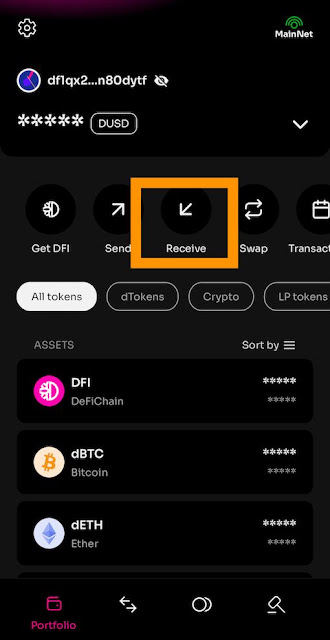 MainNet
df1qx2...n80dytf
***** DUSD
Get DFI Send Receive Swap Transact
All tokens dTokens Crypto LP tokens
ASSETS Sort by
DFI *****
DeFiChain *****
dBTC *****
Bitcoin *****
dETH *****
Ether *****
Portfolio